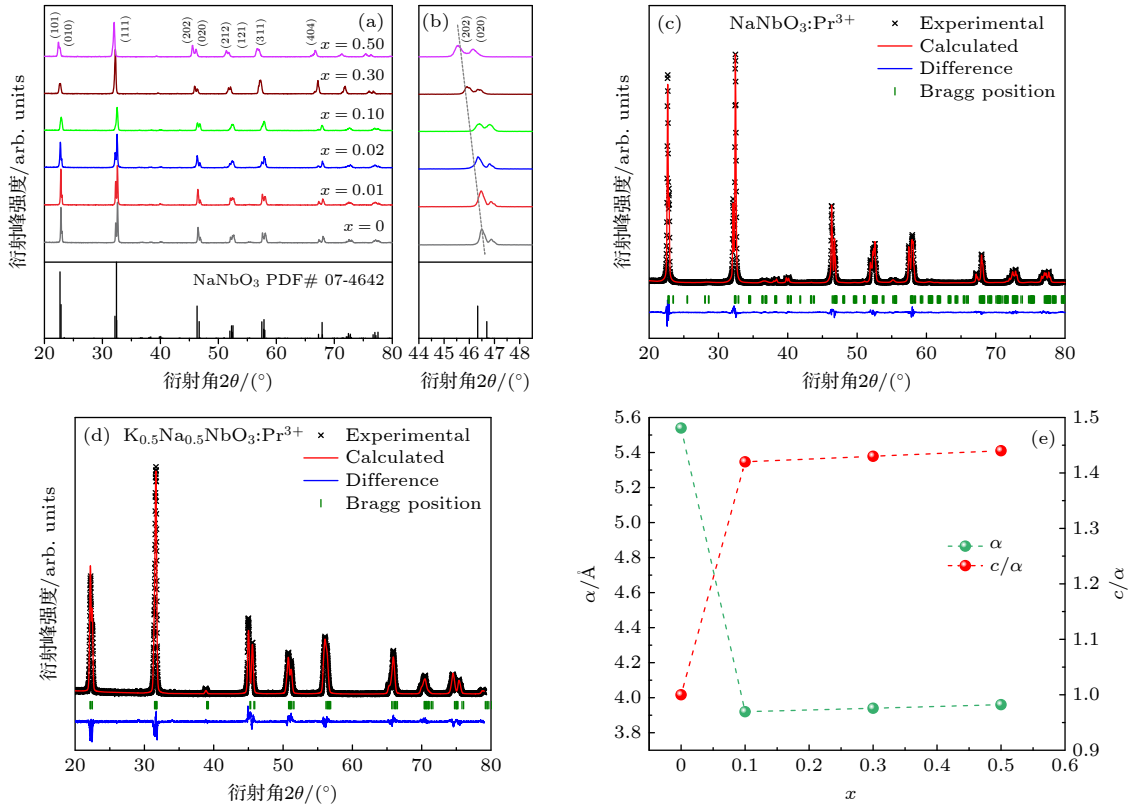 (a)
(101)
(010)
(111)
(202)
(020)
(212)
(121)
(311)
(404)
x = 0.50
x = 0.30
x = 0.10
x = 0.02
x = 0.01
x = 0
NaNbO₃ PDF# 07-4642
衍射峰强度/arb. units
20 30 40 50 60 70 80
衍射角2θ/(°)
(b)
(202)
(020)
44 45 46 47 48
衍射角2θ/(°)
(c)
NaNbO₃:Pr³⁺
Experimental
Calculated
Difference
Bragg position
衍射峰强度/arb. units
20 30 40 50 60 70 80
衍射角2θ/(°)
(d)
K₀.₅Na₀.₅NbO₃:Pr³⁺
Experimental
Calculated
Difference
Bragg position
衍射峰强度/arb. units
20 30 40 50 60 70 80
衍射角2θ/(°)
(e)
5.6
5.4
5.2
5.0
4.8
4.6
4.4
4.2
4.0
3.8
α/Å
α
c/α
1.5
1.4
1.3
1.2
1.1
1.0
0.9
c/α
0 0.1 0.2 0.3 0.4 0.5 0.6
x